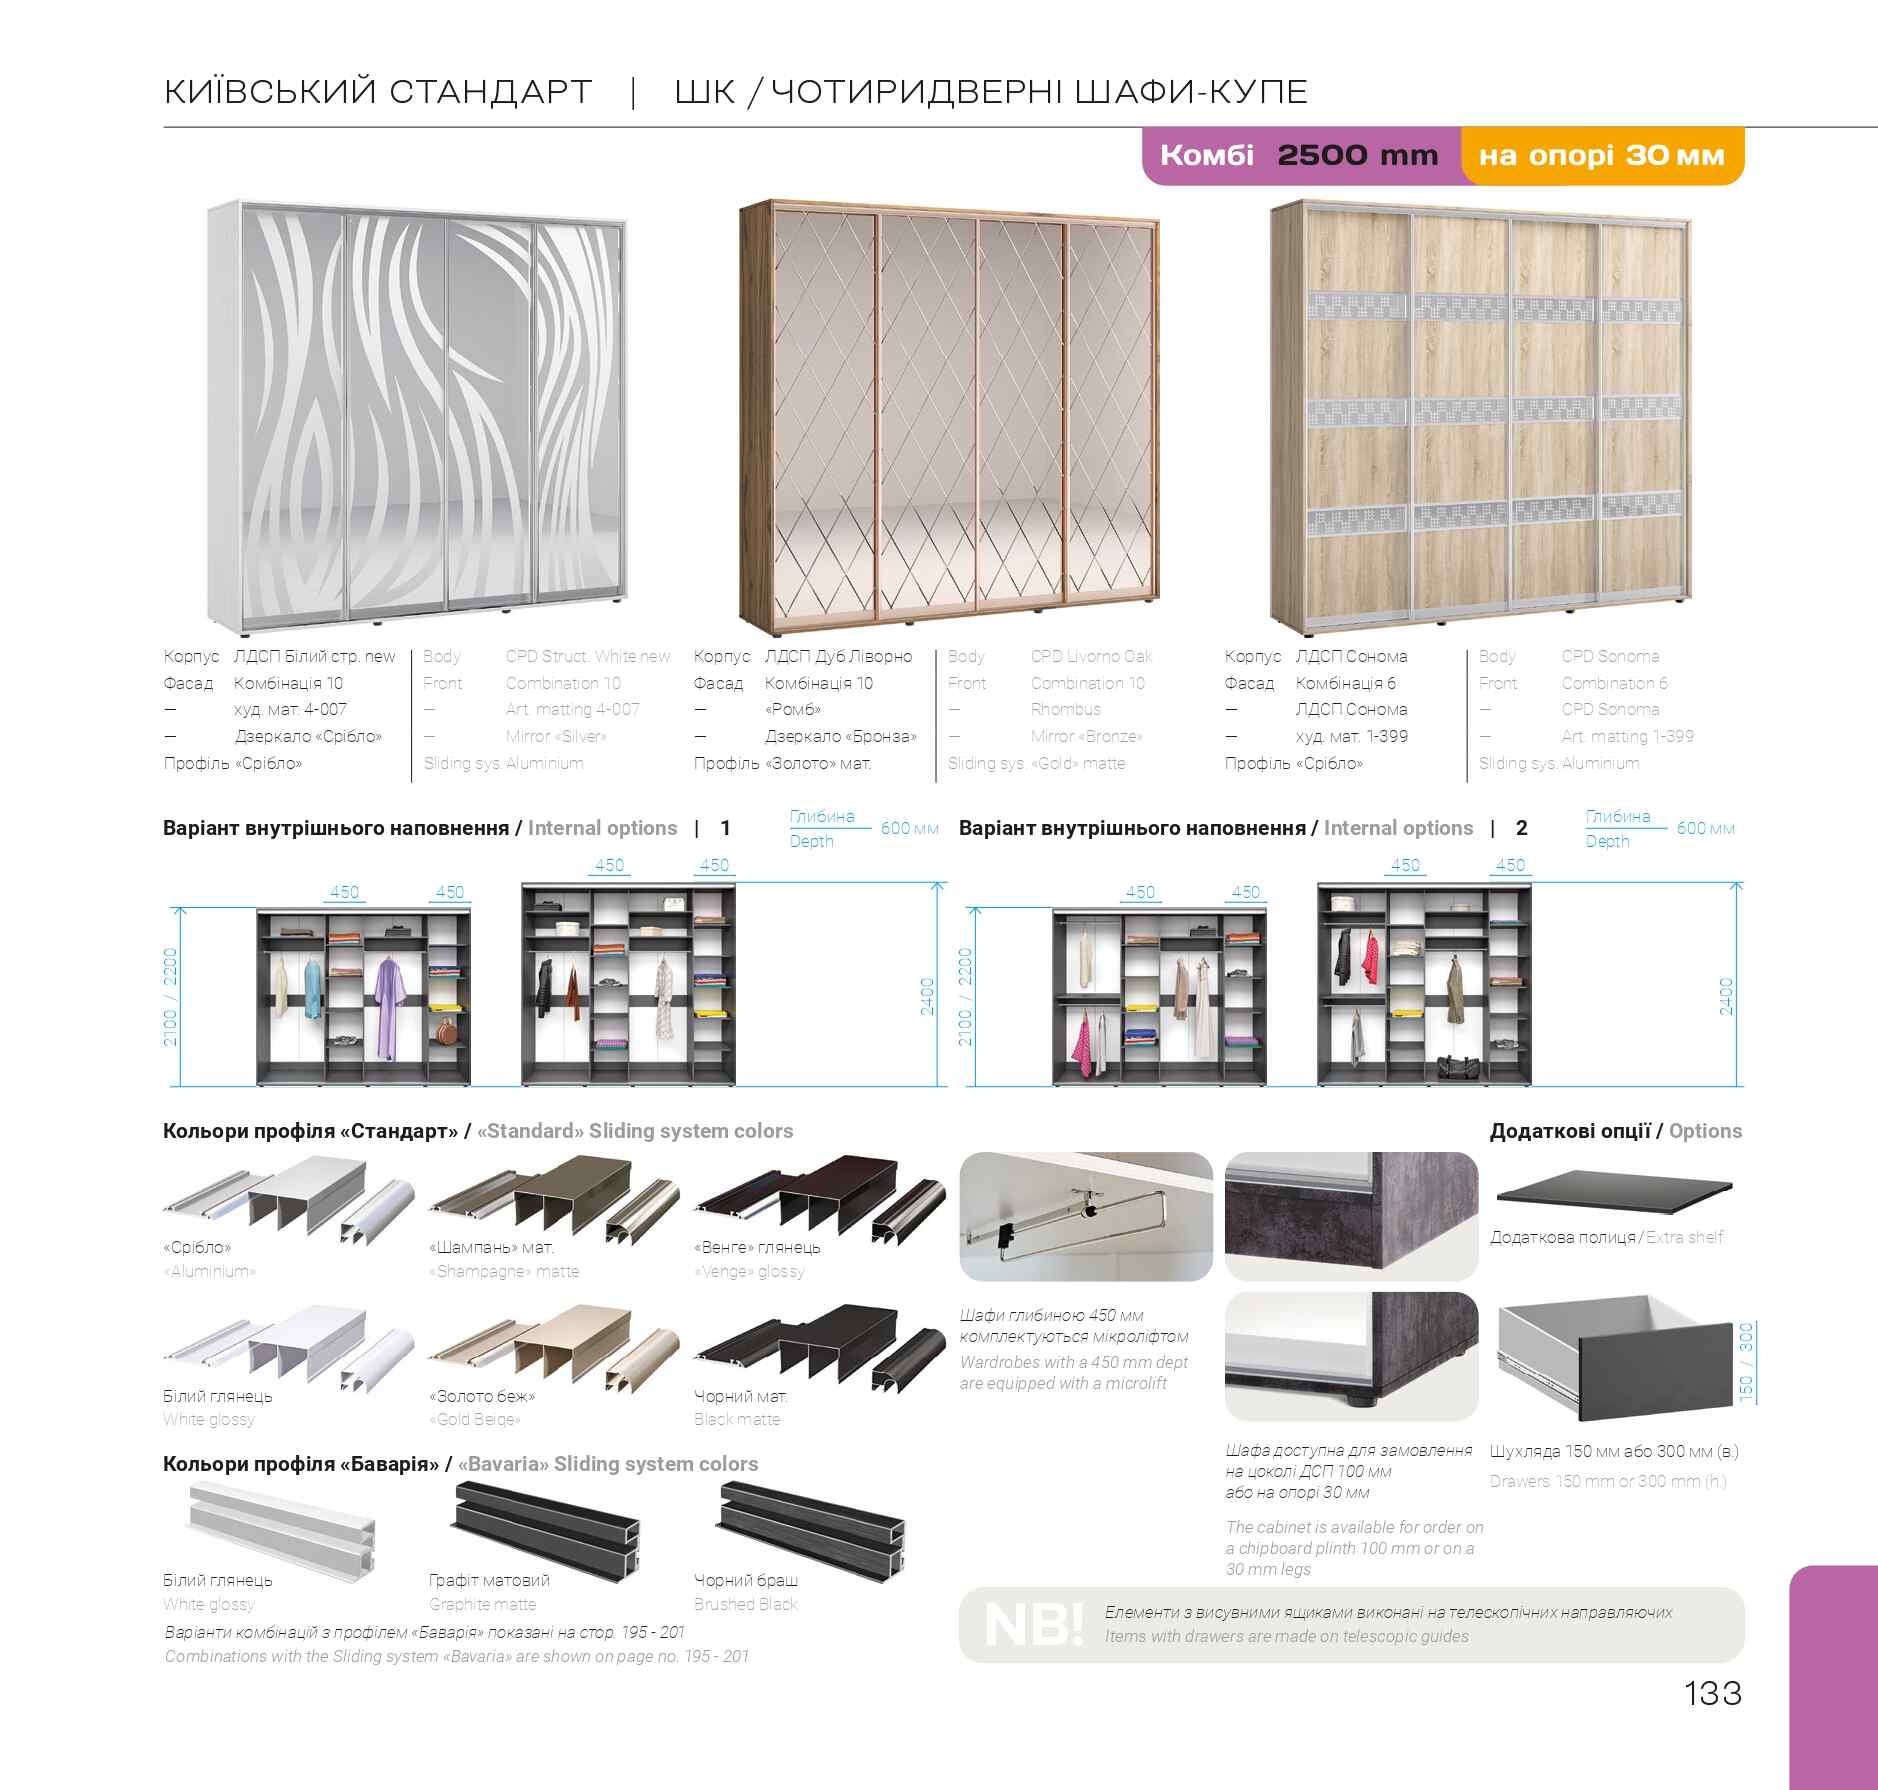 КИЇВСЬКИЙ СТАНДАРТ | ШК / ЧОТИРИДВЕРНІ ШАФИ-КУПЕ
Комбі 2500 mm на опорі 30 мм
Корпус ЛДСП Білий стр. new
Фасад Комбінація 10
— худ. мат. 4-007
— Дзеркало «Срібло»
Профіль «Срібло»
Body CPD Struct. White new
Front Combination 10
— Art. matting 4-007
— Mirror «Silver»
Sliding sys. Aluminium
Корпус ЛДСП Дуб Ліворно
Фасад Комбінація 10
— «Ромб»
— Дзеркало «Бронза»
Профіль «Золото» мат.
Body CPD Livorno Oak
Front Combination 10
— Rhombus
— Mirror «Bronze»
Sliding sys. «Gold» matte
Корпус ЛДСП Сонома
Фасад Комбінація 6
— ЛДСП Сонома
— худ. мат. 1-399
Профіль «Срібло»
Body CPD Sonoma
Front Combination 6
— CPD Sonoma
— Art. matting 1-399
Sliding sys. Aluminium
Варіант внутрішнього наповнення / Internal options | 1
Глибина
Depth
600 мм
450
450
450
450
2100 / 2200
2400
Варіант внутрішнього наповнення / Internal options | 2
Глибина
Depth
600 мм
450
450
450
450
2100 / 2200
2400
Кольори профіля «Стандарт» / «Standard» Sliding system colors
«Срібло»
«Aluminium»
«Шампань» мат.
«Shampagne» matte
«Венге» глянець
«Venge» glossy
Білий глянець
White glossy
«Золото беж»
«Gold Beige»
Чорний мат.
Black matte
Кольори профіля «Баварія» / «Bavaria» Sliding system colors
Білий глянець
White glossy
Графіт матовий
Graphite matte
Чорний браш
Brushed Black
Варіанти комбінацій з профілем «Баварія» показані на стор. 195 - 201
Combinations with the Sliding system «Bavaria» are shown on page no. 195 - 201
Шафи глибиною 450 мм
комплектуються мікроліфтом
Wardrobes with a 450 mm dept
are equipped with a microlift
Шафа доступна для замовлення
на цоколі ДСП 100 мм
або на опорі 30 мм
The cabinet is available for order on
a chipboard plinth 100 mm or on a
30 mm legs
Додаткові опції / Options
Додаткова полиця / Extra shelf
150 / 300
Шухляда 150 мм або 300 мм (в.)
Drawers 150 mm or 300 mm (h.)
NB!
Елементи з висувними ящиками виконані на телескопічних направляючих
Items with drawers are made on telescopic guides
133